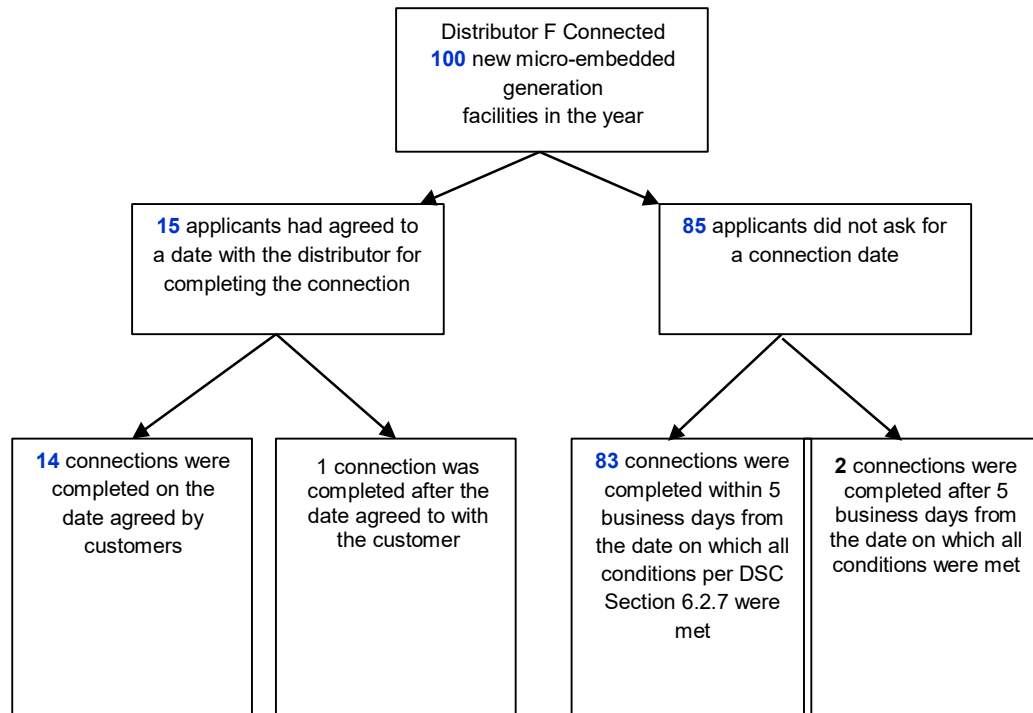 Distributor F Connected
100 new micro-embedded
generation
facilities in the year
15 applicants had agreed to
a date with the distributor for
completing the connection
85 applicants did not ask for
a connection date
14 connections were
completed on the
date agreed by
customers
1 connection was
completed after the
date agreed to with
the customer
83 connections were
completed within 5
business days from
the date on which all
conditions per DSC
Section 6.2.7 were
met
2 connections were
completed after 5
business days from
the date on which all
conditions were met